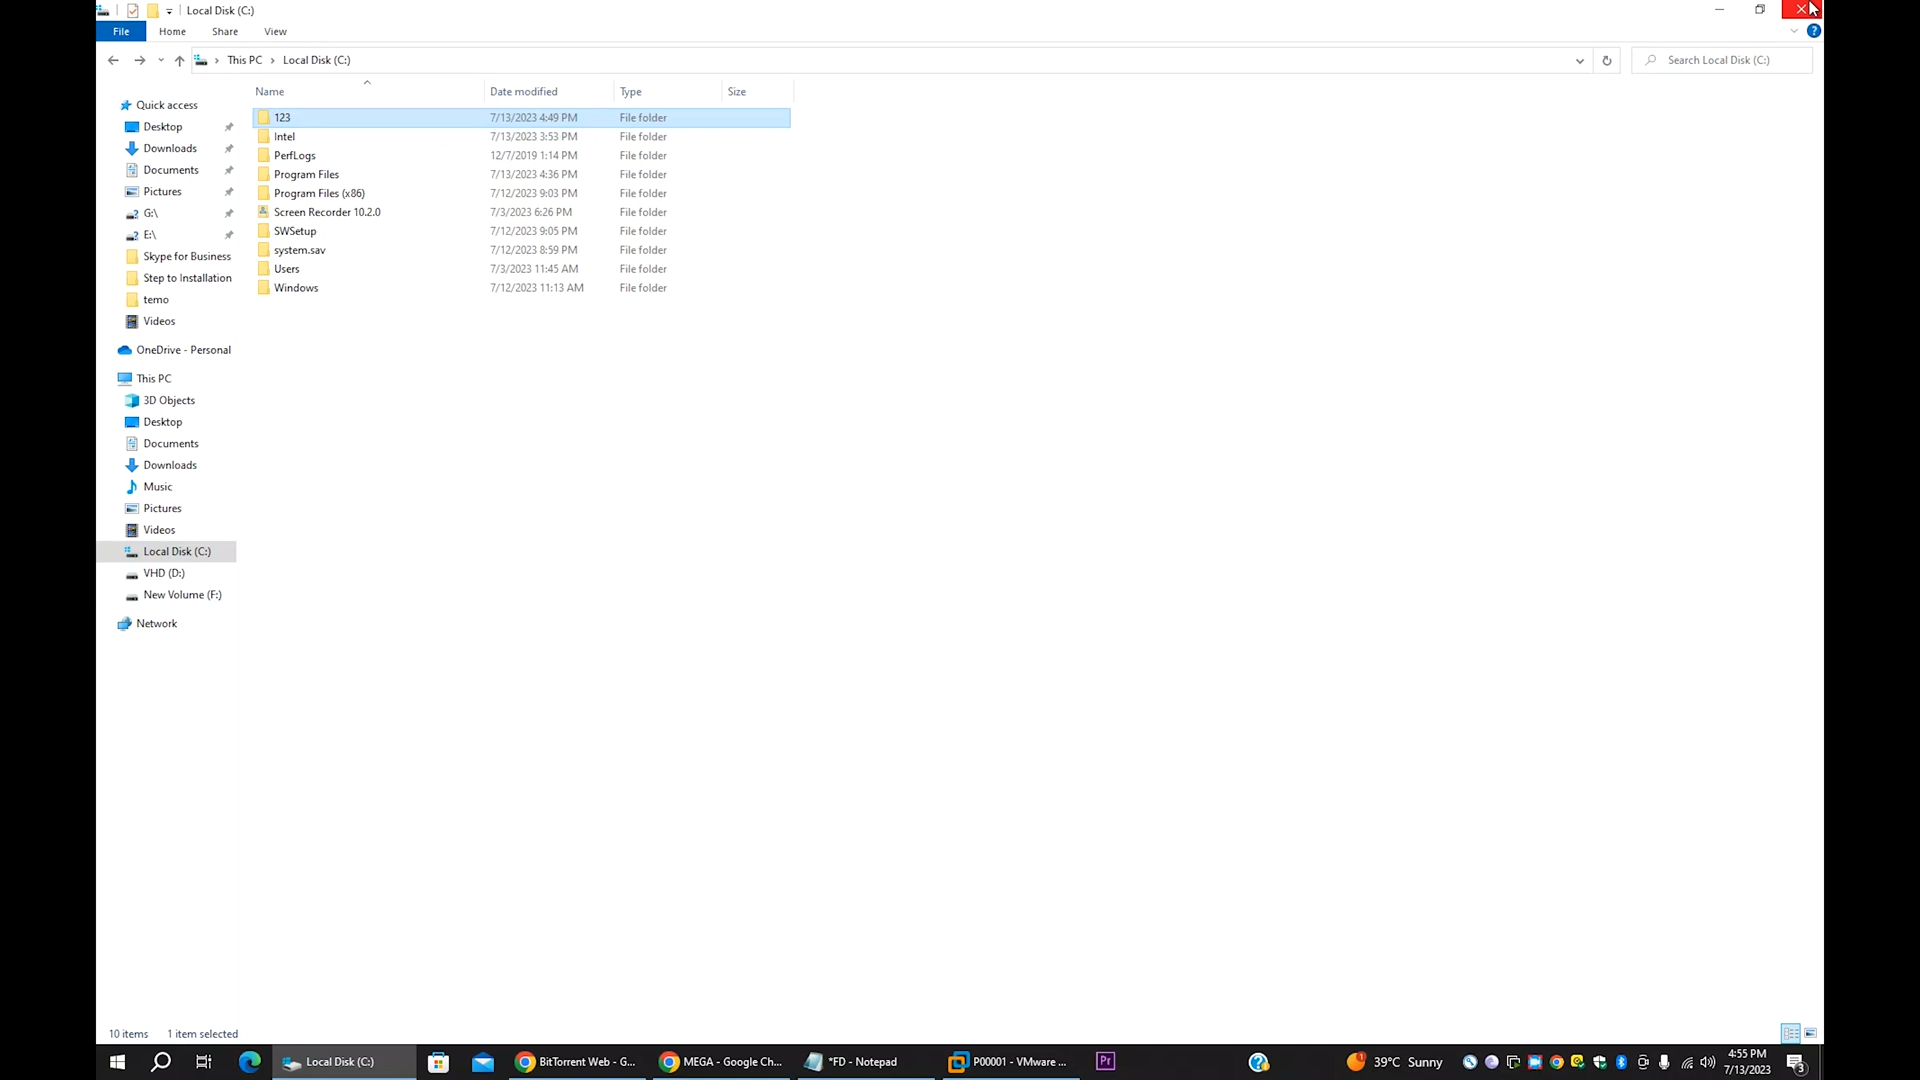 Local Disk (C:)
File Home Share View
This PC Local Disk (C:) Search Local Disk (C:)
Name Date modified Type Size
123 7/13/2023 4:49 PM File folder
Intel 7/13/2023 3:53 PM File folder
PerfLogs 12/7/2019 1:14 PM File folder
Program Files 7/13/2023 4:36 PM File folder
Program Files (x86) 7/12/2023 9:03 PM File folder
Screen Recorder 10.2.0 7/3/2023 6:26 PM File folder
SWSetup 7/12/2023 9:05 PM File folder
system.sav 7/12/2023 8:59 PM File folder
Users 7/3/2023 11:45 AM File folder
Windows 7/12/2023 11:13 AM File folder
Quick access
Desktop
Downloads
Documents
Pictures
G:\
E:\
Skype for Business
Step to Installation
temo
Videos
OneDrive - Personal
This PC
3D Objects
Desktop
Documents
Downloads
Music
Pictures
Videos
Local Disk (C:)
VHD (D:)
New Volume (F:)
Network
10 items 1 item selected
Local Disk (C:) BitTorrent Web - G... MEGA - Google Ch... *FD - Notepad P00001 - VMware ... Pr 39°C Sunny 4:55 PM
7/13/2023
3